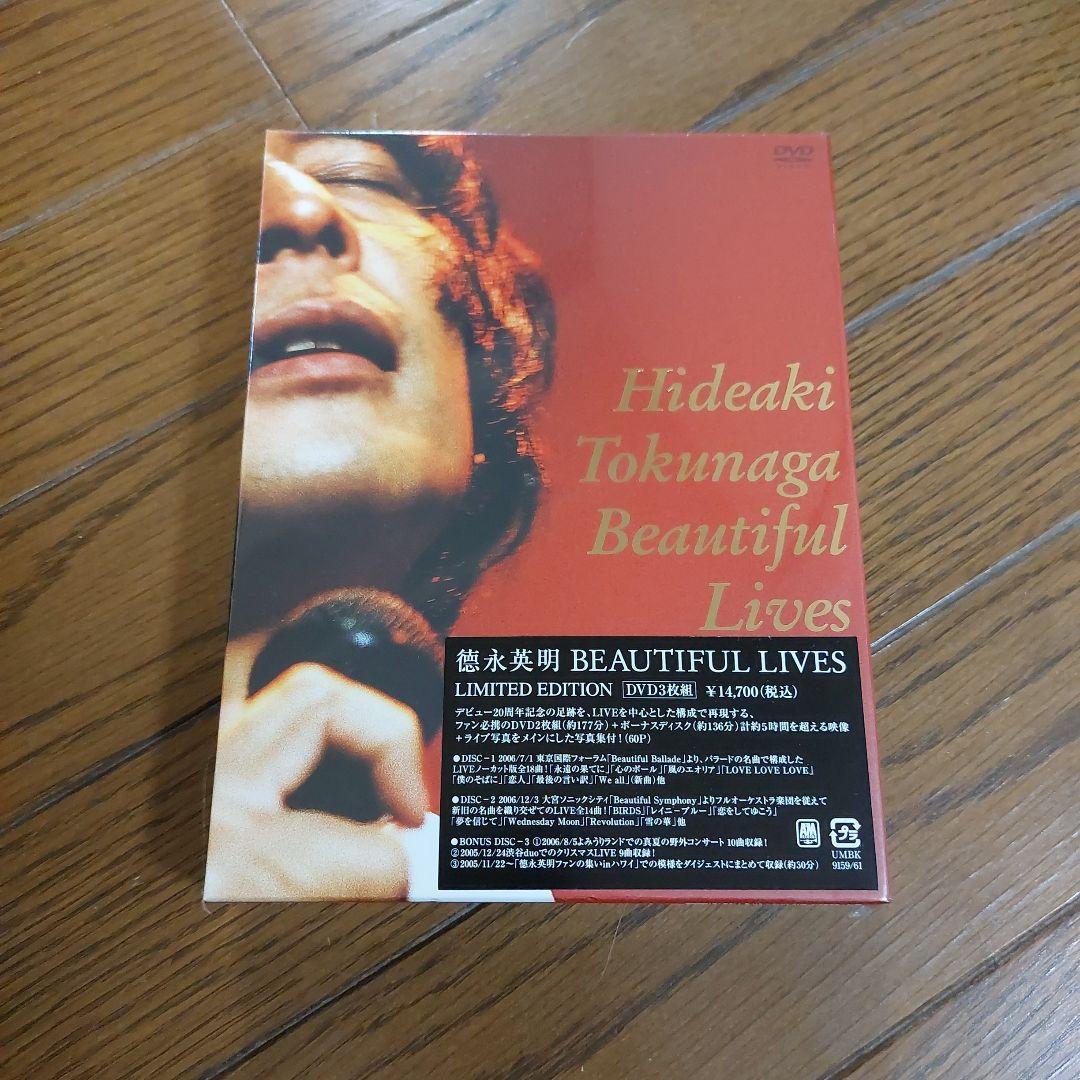 DVD
Hideaki
Tokunaga
Beautiful
Lives
德永英明 BEAUTIFUL LIVES
LIMITED EDITION DVD3枚組 ¥14,700(税込)
デビュー20周年記念の足跡を、LIVEを中心とした構成で再現する、
ファン必携のDVD2枚組(約177分)+ボーナスディスク(約136分)計約5時間を超える映像
+ライブ写真をメインにした写真集付!(60P)
●DISC-1 2006/7/1 東京国際フォーラム「Beautiful Ballade」より、バラードの名曲で構成した
LIVEノーカット版全18曲!「永遠の果てに」「心のボール」「風のエオリア」「LOVE LOVE LOVE」
「僕のそばに」「恋人」「最後の言い訳」「We all」(新曲)他
●DISC-2 2006/12/3 大宮ソニックシティ「Beautiful Symphony」よりフルオーケストラ楽団を従えて
新旧の名曲を織り交ぜてのLIVE全14曲!「BIRDS」「レイニーブルー」「恋をしてゆこう」
「夢を信じて」「Wednesday Moon」「Revolution」「雪の華」他
●BONUS DISC-3 ①2006/8/5よみうりランドでの真夏の野外コンサート 10曲収録!
②2005/12/24渋谷duoでのクリスマスLIVE 9曲収録!
③2005/11/22~「德永英明ファンの集いinハワイ」での模様をダイジェストにまとめて収録(約30分)
A&M
UMBK
9159/61